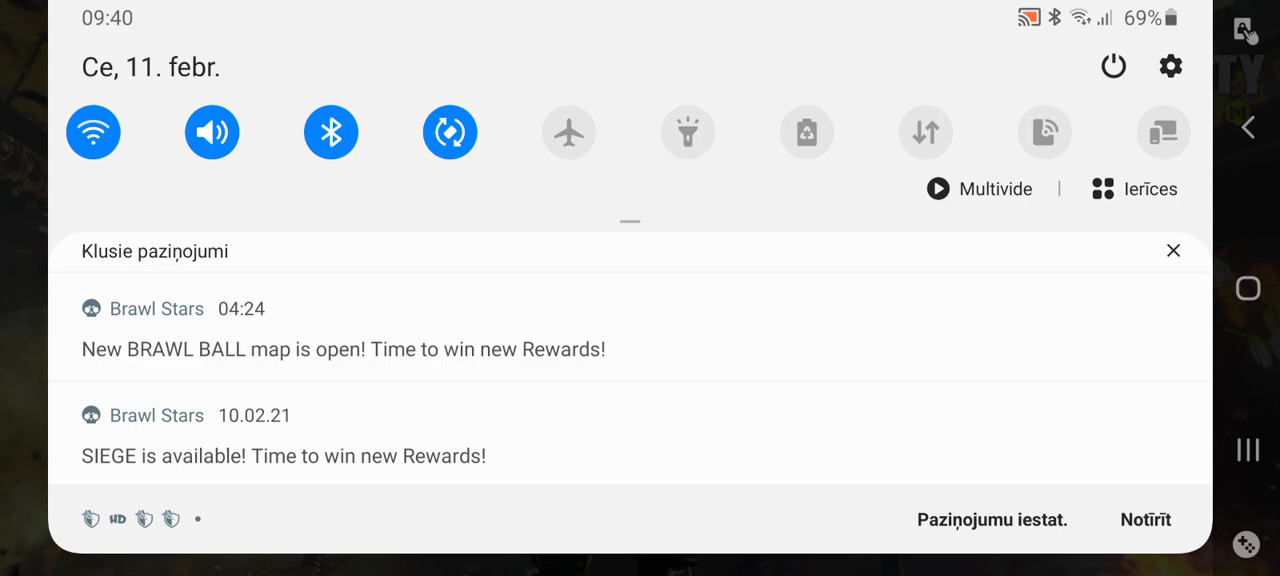 09:40 69%
Ce, 11. febr.
Multivide | Ierīces
Klusie paziņojumi
Brawl Stars 04:24
New BRAWL BALL map is open! Time to win new Rewards!
Brawl Stars 10.02.21
SIEGE is available! Time to win new Rewards!
HD Paziņojumu iestat. Notīrīt
TY